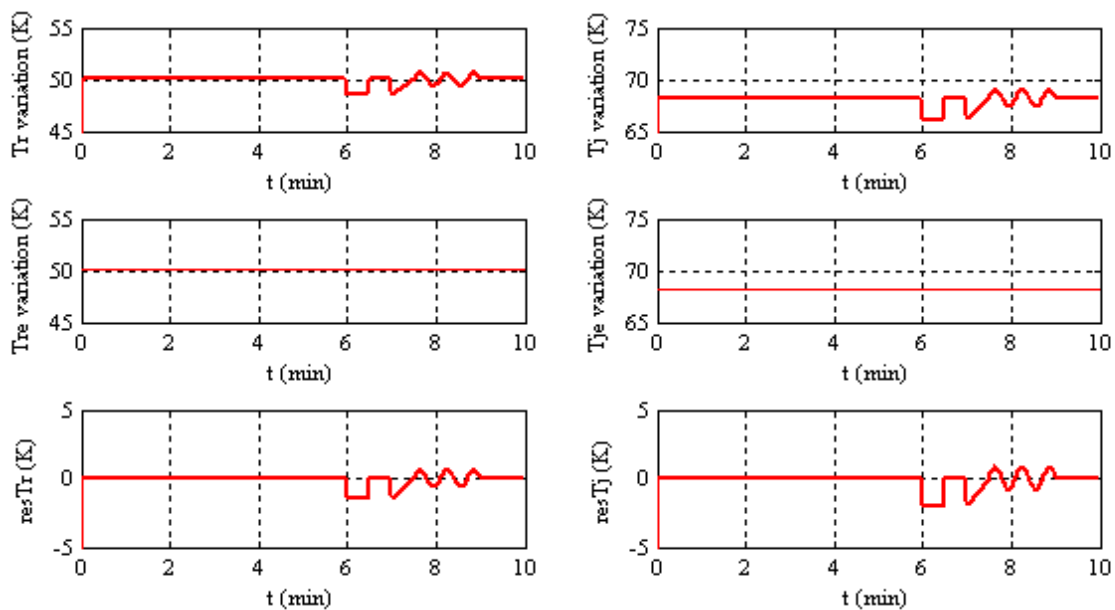 Tr variation (K)
55
50
45
0 2 4 6 8 10
t (min)
Tj variation (K)
75
70
65
0 2 4 6 8 10
t (min)
Tre variation (K)
55
50
45
0 2 4 6 8 10
t (min)
Tje variation (K)
75
70
65
0 2 4 6 8 10
t (min)
resTr (K)
5
0
-5
0 2 4 6 8 10
t (min)
resTj (K)
5
0
-5
0 2 4 6 8 10
t (min)